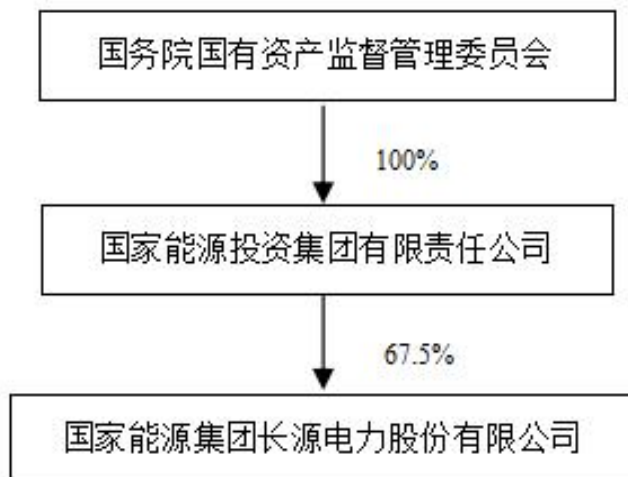 国务院国有资产监督管理委员会
100%
国家能源投资集团有限责任公司
67.5%
国家能源集团长源电力股份有限公司